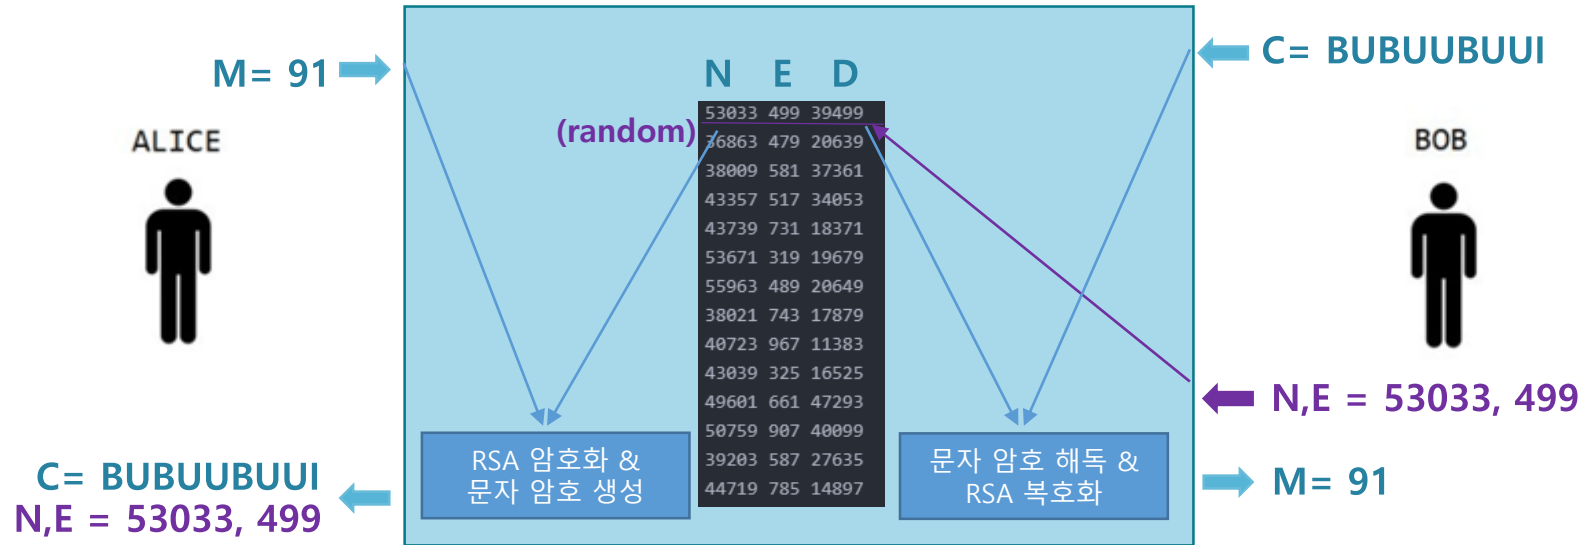 M= 91
ALICE
C= BUBUUBUUI
N,E = 53033, 499
N E D
(random)
53033 499 39499
36863 479 20639
38009 581 37361
43357 517 34053
43739 731 18371
53671 319 19679
55963 489 20649
38021 743 17879
40723 967 11383
43039 325 16525
49601 661 47293
50759 907 40099
39203 587 27635
44719 785 14897
RSA 암호화 &
문자 암호 생성
문자 암호 해독 &
RSA 복호화
C= BUBUUBUUI
BOB
N,E = 53033, 499
M= 91